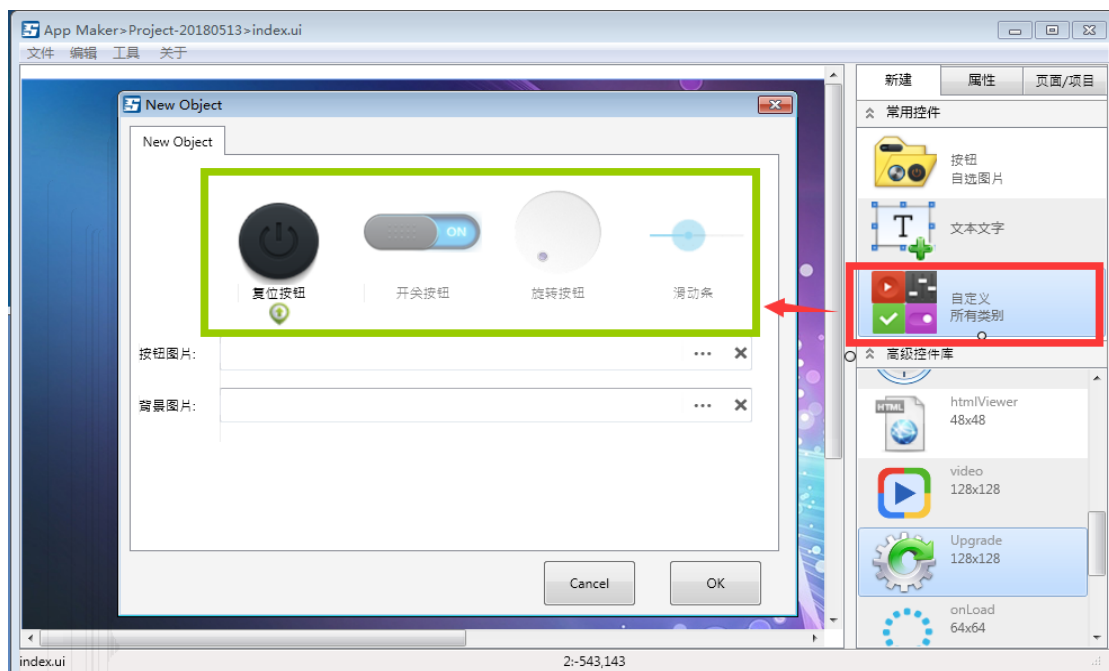 App Maker>Project-20180513>index.ui
文件 编辑 工具 关于
新建 属性 页面/项目
常用控件
按钮
自选图片
T 文本文字
自定义
所有类别
高级控件库
HTML
htmlViewer
48x48
video
128x128
Upgrade
128x128
onLoad
64x64
New Object
New Object
ON
复位按钮 开关按钮 旋转按钮 滑动条
按钮图片: ...
背景图片: ...
Cancel OK
index.ui 2:-543,143